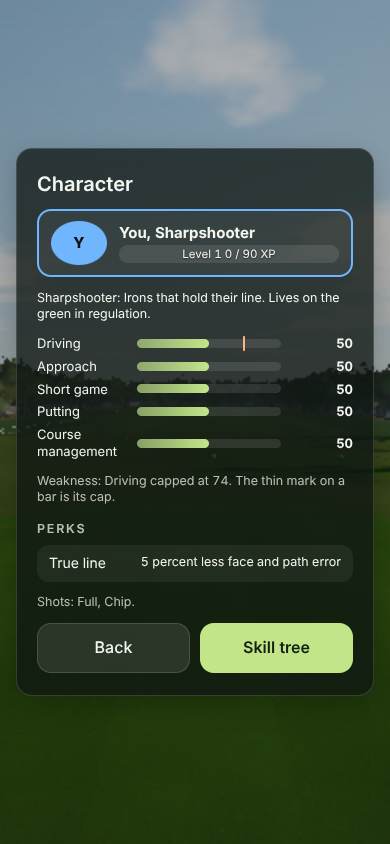 Character
Y
You, Sharpshooter
Level 1 0 / 90 XP
Sharpshooter: Irons that hold their line. Lives on the
green in regulation.
Driving 50
Approach 50
Short game 50
Putting 50
Course
management 50
Weakness: Driving capped at 74. The thin mark on a
bar is its cap.
PERKS
True line 5 percent less face and path error
Shots: Full, Chip.
Back Skill tree